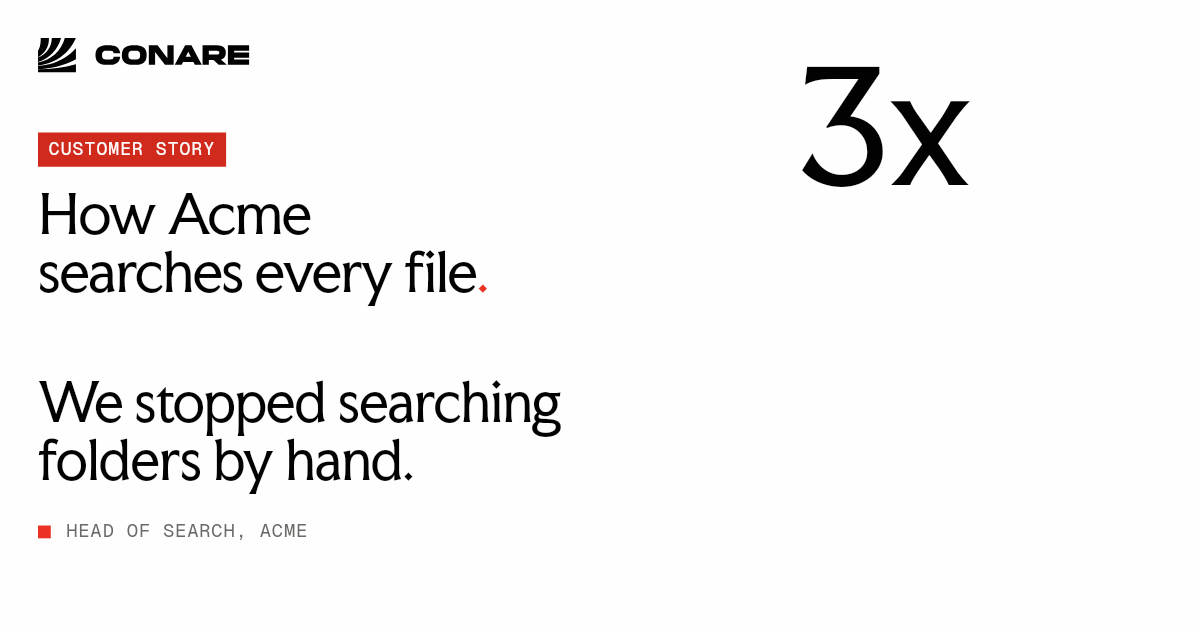 CONARE
CUSTOMER STORY
How Acme
searches every file.
We stopped searching
folders by hand.
HEAD OF SEARCH, ACME
3x